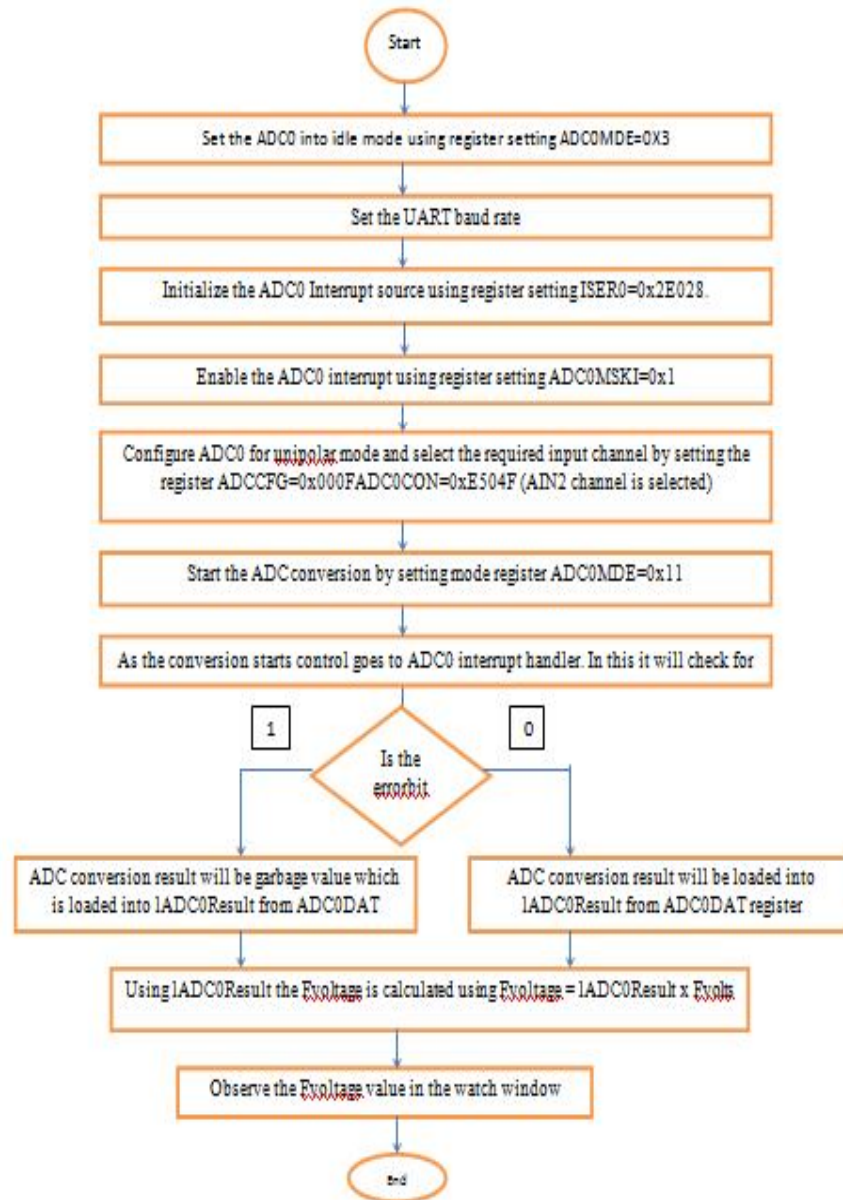 Start
Set the ADC0 into idle mode using register setting ADC0MDE=0X3
Set the UART baud rate
Initialize the ADC0 Interrupt source using register setting ISER0=0x2E028.
Enable the ADC0 interrupt using register setting ADC0MSKI=0x1
Configure ADC0 for unipolar mode and select the required input channel by setting the
register ADCCFG=0x000FADC0CON=0xE504F (AIN2 channel is selected)
Start the ADC conversion by setting mode register ADC0MDE=0x11
As the conversion starts control goes to ADC0 interrupt handler. In this it will check for
1
0
Is the
errorbit
ADC conversion result will be garbage value which
is loaded into lADC0Result from ADC0DAT
ADC conversion result will be loaded into
lADC0Result from ADC0DAT register
Using lADC0Result the Fvoltage is calculated using Fvoltage = lADC0Result x Fvolts
Observe the Fvoltage value in the watch window
End